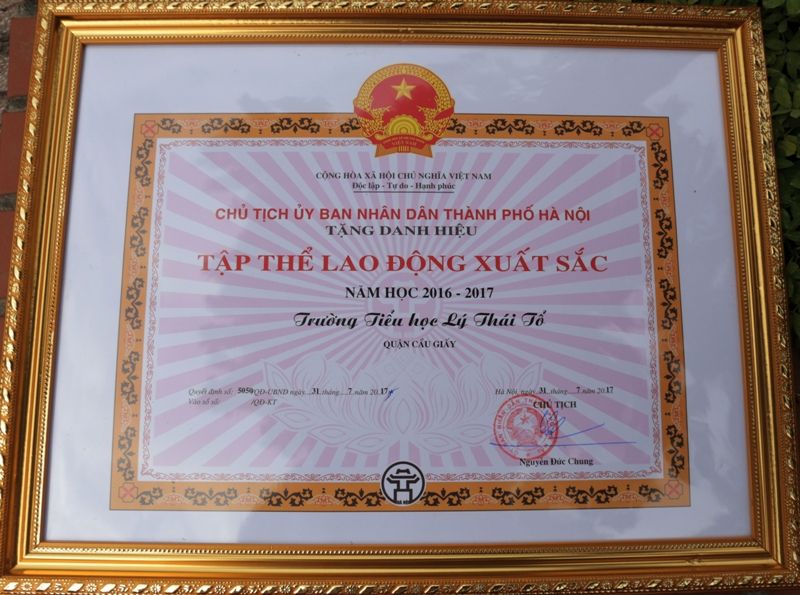 CỘNG HÒA XÃ HỘI CHỦ NGHĨA VIỆT NAM
Độc lập - Tự do - Hạnh phúc
CHỦ TỊCH ỦY BAN NHÂN DÂN THÀNH PHỐ HÀ NỘI
TẶNG DANH HIỆU
TẬP THỂ LAO ĐỘNG XUẤT SẮC
NĂM HỌC 2016 - 2017
Trường Tiểu học Lý Thái Tổ
QUẬN CẦU GIẤY
Quyết định số: 5050/QĐ-UBND ngày...31.tháng....7.năm 2017
Vào sổ số: /QĐ-KT
Hà Nội, ngày.31.tháng....7.năm 2017
CHỦ TỊCH
Nguyễn Đức Chung